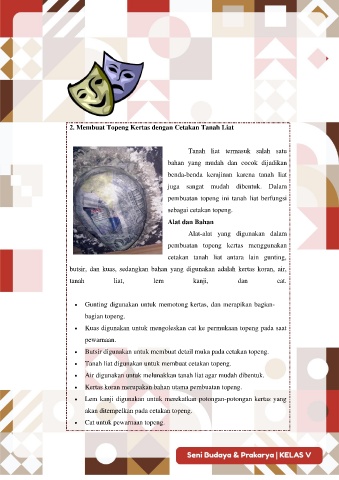 2. Membuat Topeng Kertas dengan Cetakan Tanah Liat
Tanah liat termasuk salah satu
bahan yang mudah dan cocok dijadikan
benda-benda kerajinan karena tanah liat
juga sangat mudah dibentuk. Dalam
pembuatan topeng ini tanah liat berfungsi
sebagai cetakan topeng.
Alat dan Bahan
Alat-alat yang digunakan dalam
pembuatan topeng kertas menggunakan
cetakan tanah liat antara lain gunting,
butsir, dan kuas, sedangkan bahan yang digunakan adalah kertas koran, air,
tanah liat, lem kanji, dan cat.
• Gunting digunakan untuk memotong kertas, dan merapikan bagian-
bagian topeng.
• Kuas digunakan untuk mengoleskan cat ke permukaan topeng pada saat
pewarnaan.
• Butsir digunakan untuk membuat detail muka pada cetakan topeng.
• Tanah liat digunakan untuk membuat cetakan topeng.
• Air digunakan untuk melunakkan tanah liat agar mudah dibentuk.
• Kertas koran merupakan bahan utama pembuatan topeng.
• Lem kanji digunakan untuk merekatkan potongan-potongan kertas yang
akan ditempelkan pada cetakan topeng.
• Cat untuk pewarnaan topeng.
Seni Budaya & Prakarya | KELAS V